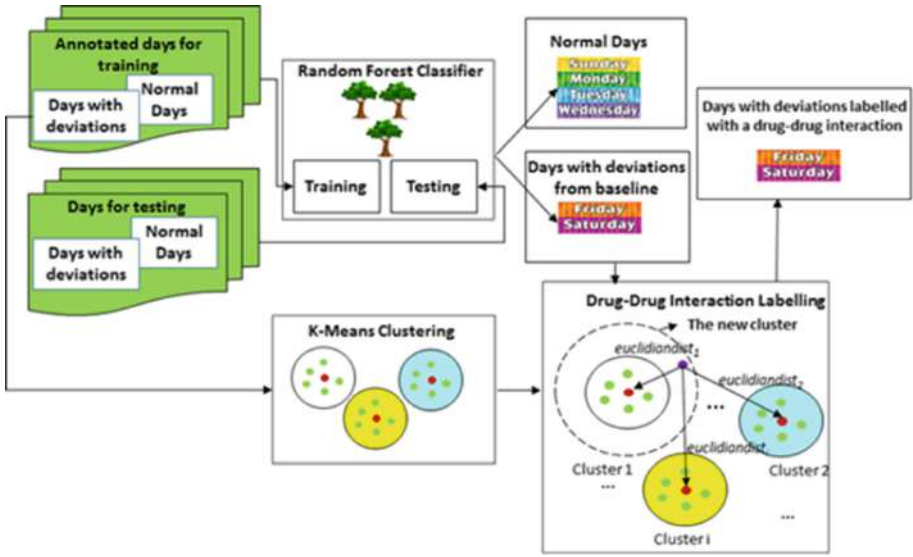 Annotated days for
training
Normal
Days
Days with
deviations
Days for testing
Normal
Days
Days with
deviations
Random Forest Classifier
Training
Testing
Normal Days
Sunday
Monday
Tuesday
Wednesday
Days with deviations
from baseline
Friday
Saturday
Days with deviations labelled
with a drug-drug interaction
Friday
Saturday
K-Means Clustering
Drug-Drug Interaction Labelling
The new cluster
euclidiandist1
euclidiandist2
...
euclidiandist
Cluster 1
...
Cluster 2
...
Cluster i